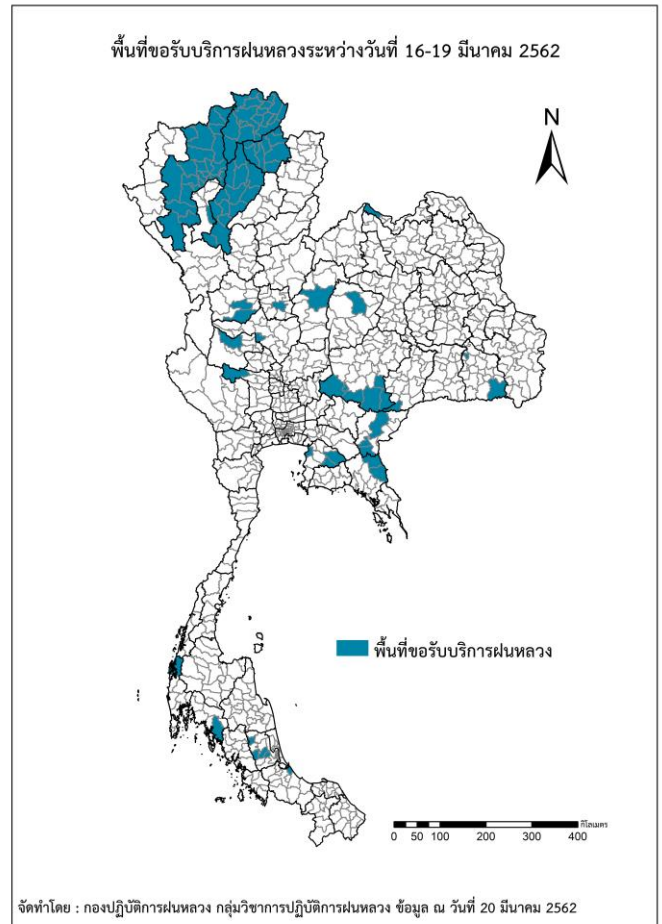 พื้นที่ขอรับบริการฝนหลวงระหว่างวันที่ 16-19 มีนาคม 2562
N
พื้นที่ขอรับบริการฝนหลวง
กิโลเมตร
0 50 100 200 300 400
จัดทำโดย : กองปฏิบัติการฝนหลวง กลุ่มวิชาการปฏิบัติการฝนหลวง ข้อมูล ณ วันที่ 20 มีนาคม 2562